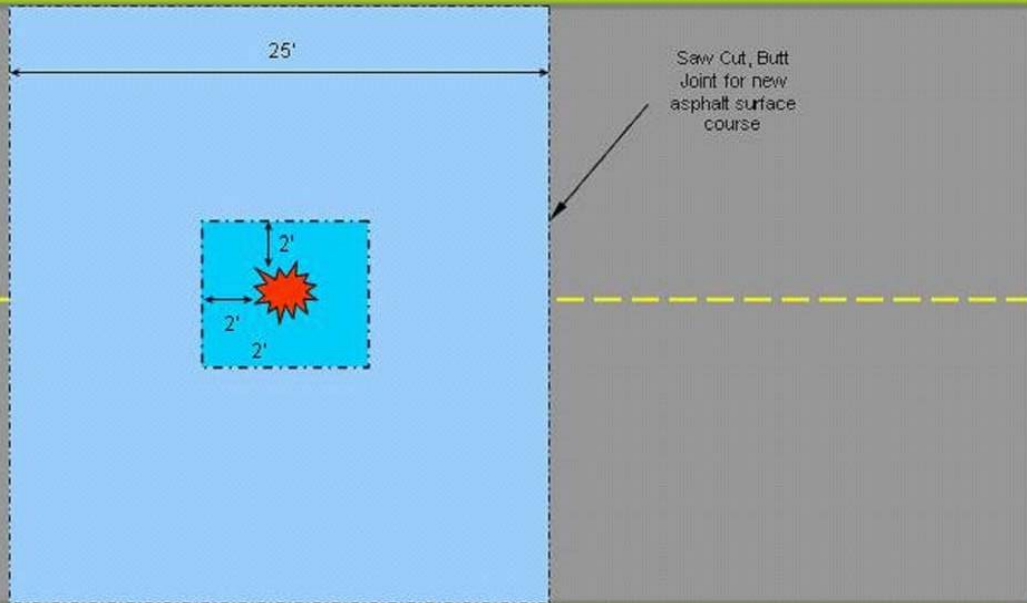 25'
Saw Cut, Butt
Joint for new
asphalt surface
course
2'
2'
2'